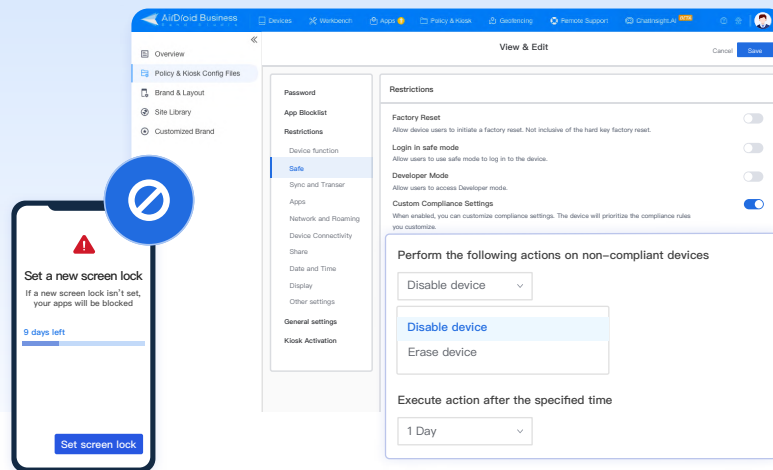 AirDroid Business
Devices
Workbench
Apps
Policy & Kiosk
Geofencing
Remote Support
ChatInsight.AI
BETA
View & Edit
Cancel
Save
Overview
Policy & Kiosk Config Files
Brand & Layout
Site Library
Customized Brand
Password
App Blocklist
Restrictions
Device function
Safe
Sync and Transer
Apps
Network and Roaming
Device Connectivity
Share
Date and Time
Display
Other settings
General settings
Kiosk Activation
Restrictions
Factory Reset
Allow device users to initiate a factory reset. Not inclusive of the hard key factory reset.
Login in safe mode
Allow users to use safe mode to log in to the device.
Developer Mode
Allow users to access Developer mode.
Custom Compliance Settings
When enabled, you can customize compliance settings. The device will prioritize the compliance rules
you customize.
Perform the following actions on non-compliant devices
Disable device
Disable device
Erase device
Execute action after the specified time
1 Day
Set a new screen lock
If a new screen lock isn't set,
your apps will be blocked
9 days left
Set screen lock